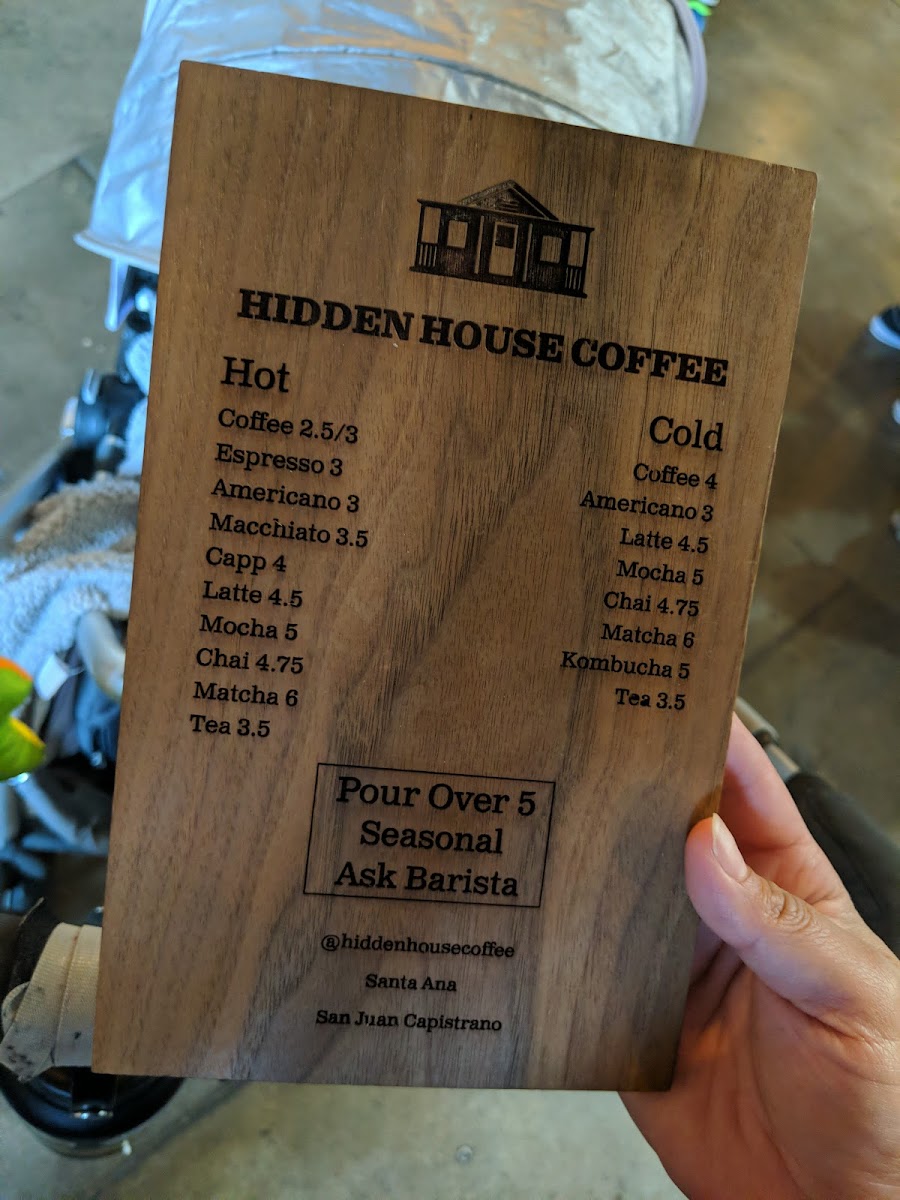 HIDDEN HOUSE COFFEE
Hot
Coffee 2.5/3
Espresso 3
Americano 3
Macchiato 3.5
Capp 4
Latte 4.5
Mocha 5
Chai 4.75
Matcha 6
Tea 3.5
Cold
Coffee 4
Americano 3
Latte 4.5
Mocha 5
Chai 4.75
Matcha 6
Kombucha 5
Tea 3.5
Pour Over 5
Seasonal
Ask Barista
@hiddenhousecoffee
Santa Ana
San Juan Capistrano